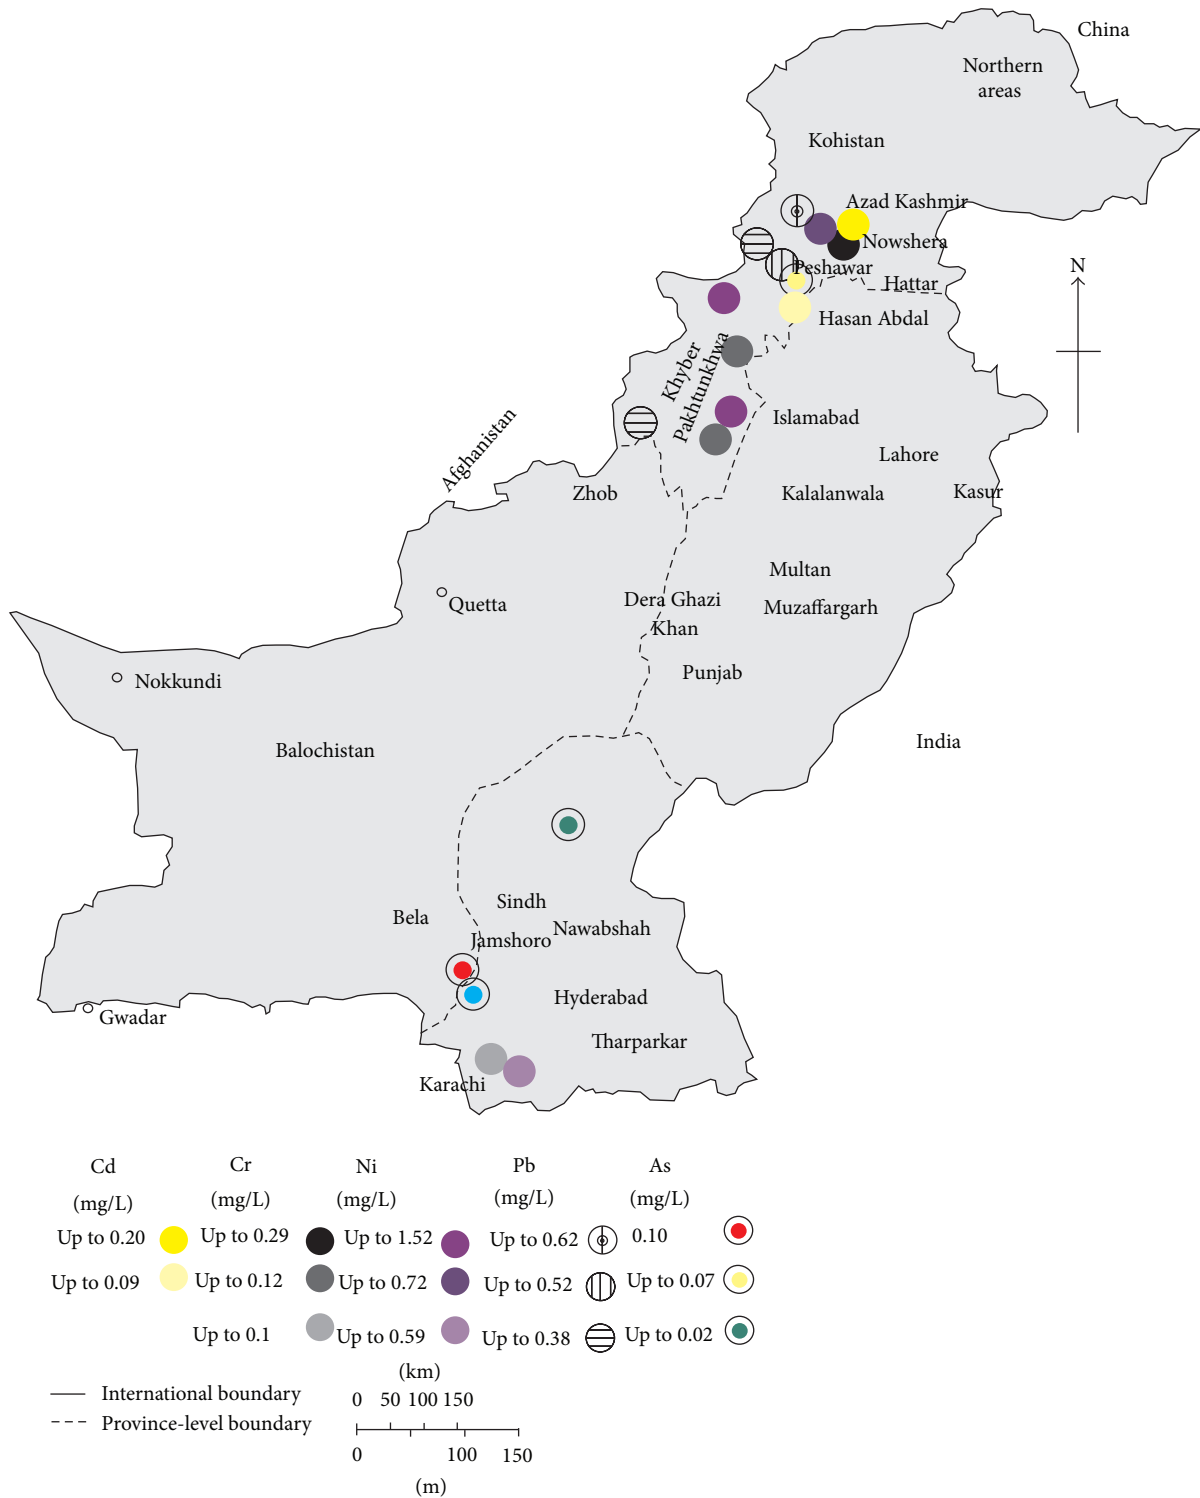 China
Northern
areas
Kohistan
Azad Kashmir
Nowshera
Peshawar
Hattar
N
Hasan Abdal
Khyber
Pakhtunkhwa
Islamabad
Afghanistan
Lahore
Zhob
Kalalanwala
Kasur
Multan
Dera Ghazi
Khan
Quetta
Muzaffargarh
Punjab
Nokkundi
India
Balochistan
Sindh
Bela
Nawabshah
Jamshoro
Hyderabad
Gwadar
Tharparkar
Karachi
Cd Cr Ni Pb As
(mg/L) (mg/L) (mg/L) (mg/L) (mg/L)
Up to 0.20 Up to 0.29 Up to 1.52 Up to 0.62 0.10
Up to 0.09 Up to 0.12 Up to 0.72 Up to 0.52 Up to 0.07
Up to 0.1 Up to 0.59 Up to 0.38 Up to 0.02
(km)
International boundary
0 50 100 150
Province-level boundary
0 100 150
(m)